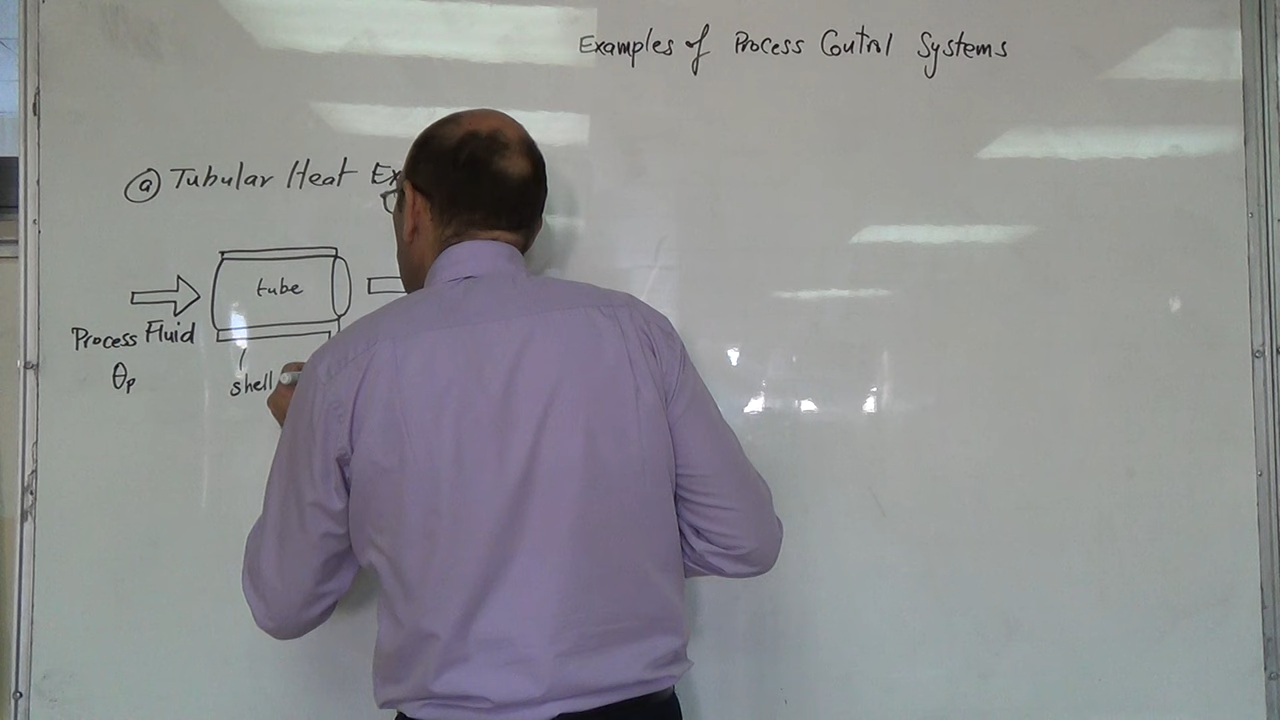 Examples of Process Control Systems
ⓐ Tubular Heat Ex
tube
Process Fluid
θp
shell